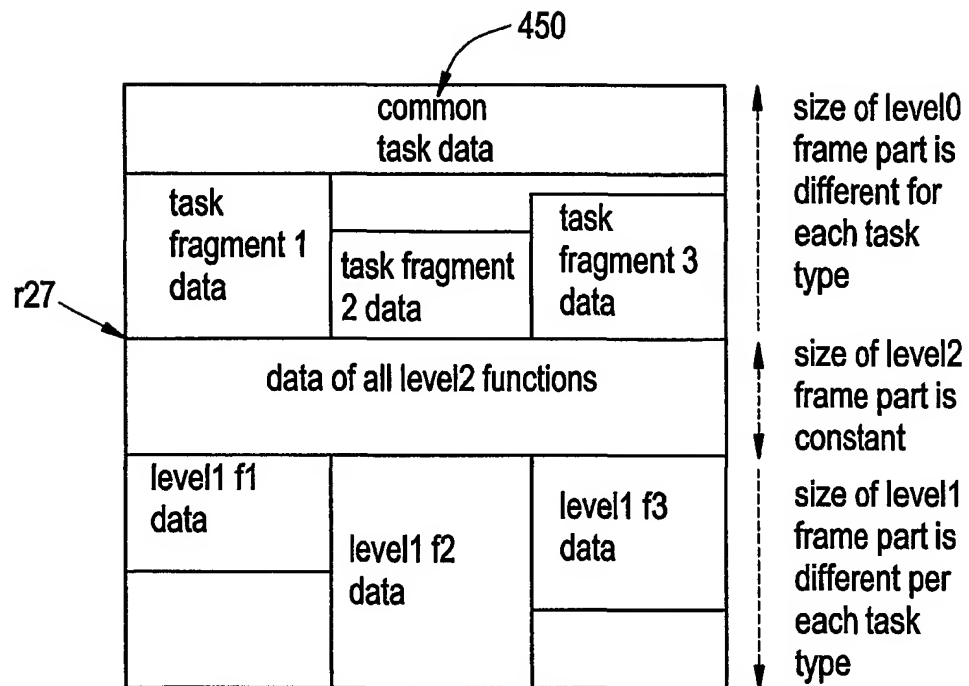 450
common
task data
task
fragment 1
data
task fragment
2 data
task
fragment 3
data
size of level0
frame part is
different for
each task
type
r27
data of all level2 functions
size of level2
frame part is
constant
level1 f1
data
level1 f2
data
level1 f3
data
size of level1
frame part is
different per
each task
type